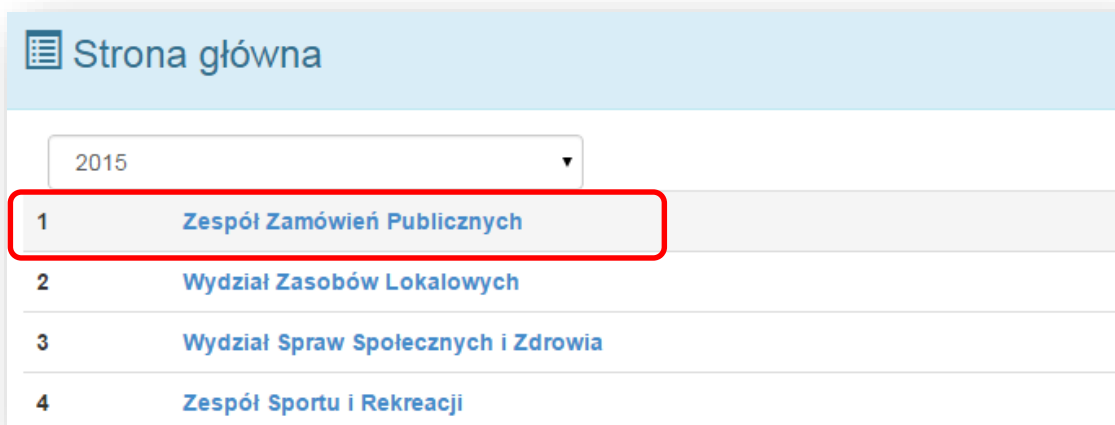 Strona główna
2015
1 Zespół Zamówień Publicznych
2 Wydział Zasobów Lokalowych
3 Wydział Spraw Społecznych i Zdrowia
4 Zespół Sportu i Rekreacji